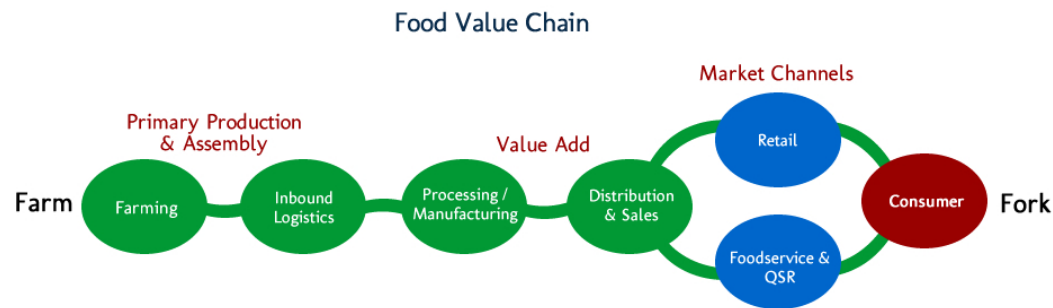 Food Value Chain
Market Channels
Primary Production
& Assembly
Value Add
Retail
Farm
Farming
Inbound
Logistics
Processing /
Manufacturing
Distribution
& Sales
Consumer
Fork
Foodservice &
QSR